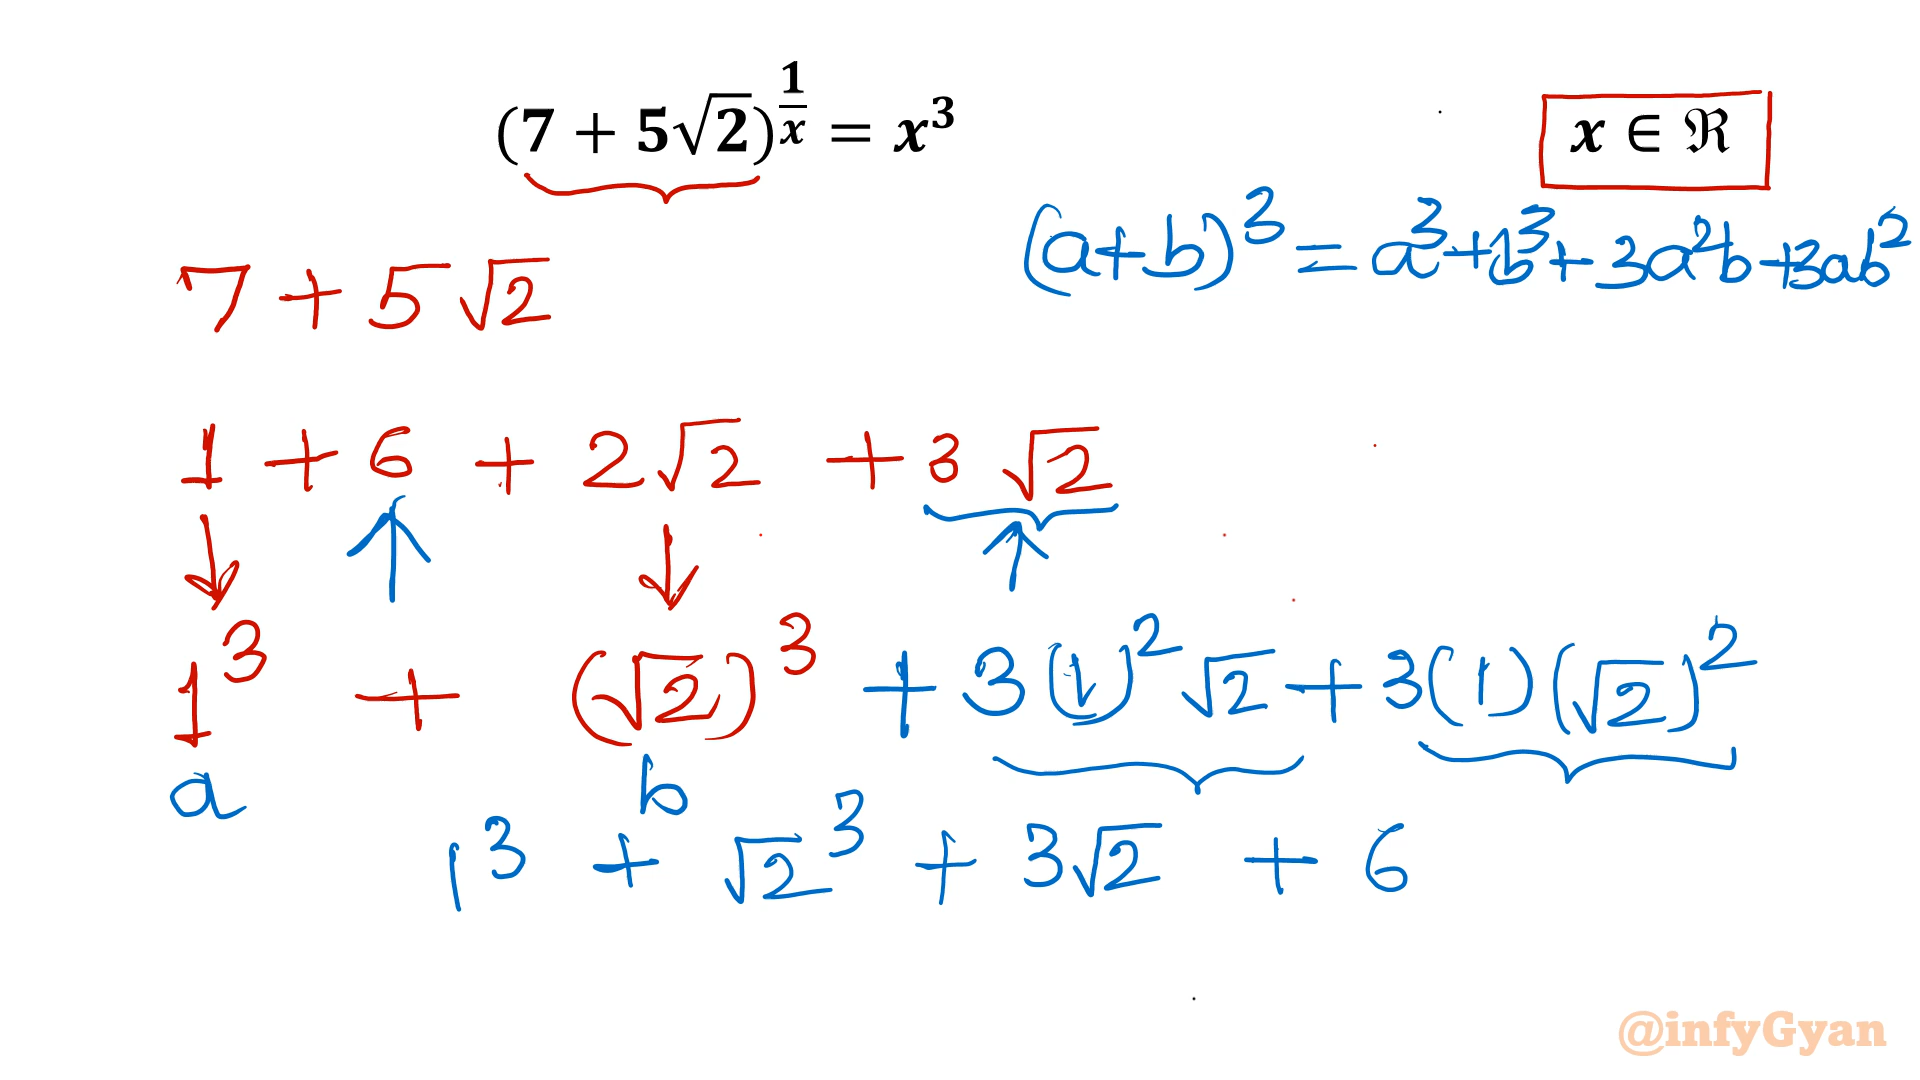 (7 + 5√2)^(1/x) = x³
x ∈ ℜ
(a+b)³ = a³+b³+3a²b+3ab²
7 + 5√2
1 + 6 + 2√2 + 3√2
1³ + (√2)³ + 3(1)²√2 + 3(1)(√2)²
a b
1³ + √2³ + 3√2 + 6
@infyGyan